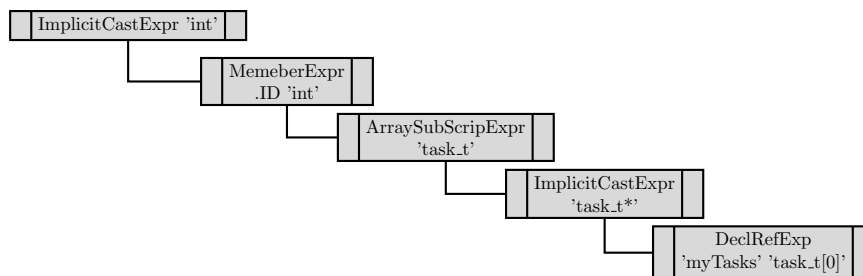 ImplicitCastExpr 'int'
MemeberExpr
.ID 'int'
ArraySubScripExpr
'task_t'
ImplicitCastExpr
'task_t*'
DeclRefExp
'myTasks' 'task_t[0]'